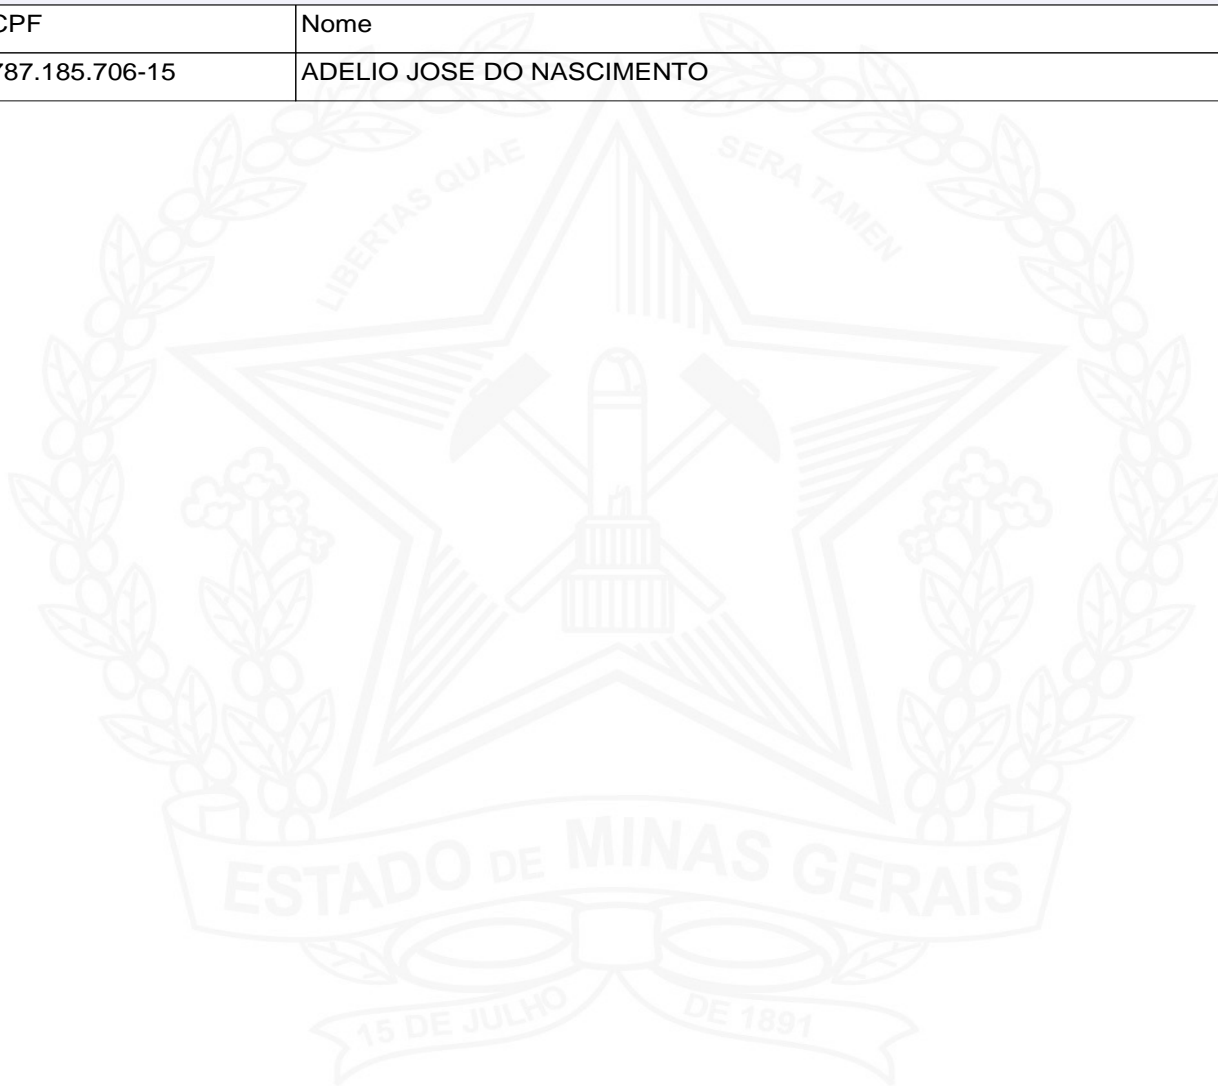 CPF Nome
787.185.706-15 ADELIO JOSE DO NASCIMENTO
LIBERTAS QUAE SERA TAMEN
ESTADO DE MINAS GERAIS
15 DE JULHO DE 1891